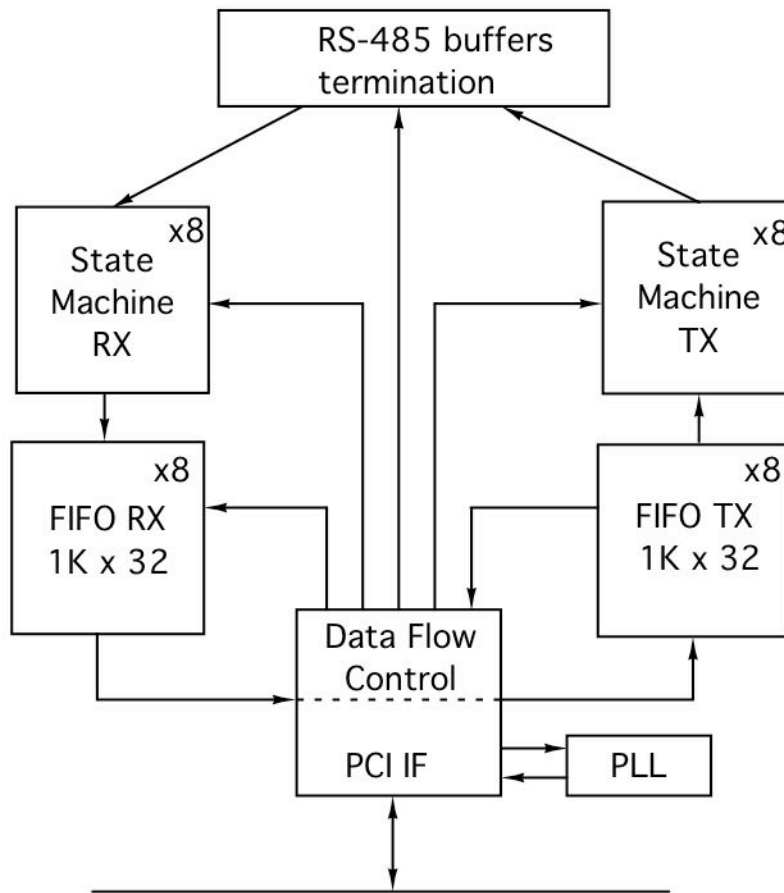 RS-485 buffers
termination
x8
State
Machine
RX
x8
State
Machine
TX
x8
FIFO RX
1K x 32
x8
FIFO TX
1K x 32
Data Flow
Control
PCI IF
PLL